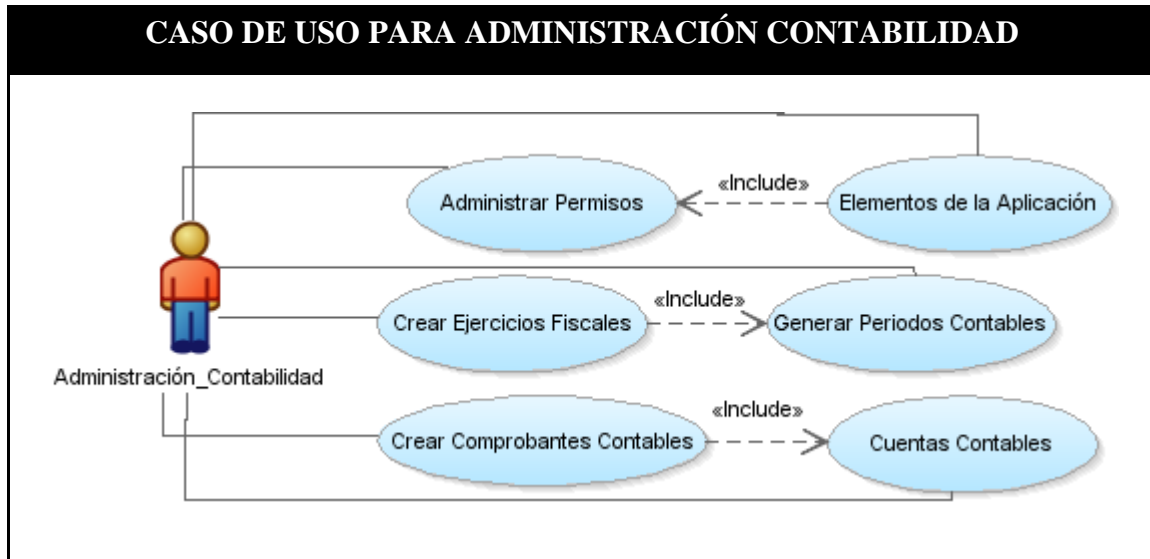 CASO DE USO PARA ADMINISTRACIÓN CONTABILIDAD
«Include»
Administrar Permisos
Elementos de la Aplicación
«Include»
Crear Ejercicios Fiscales
Generar Periodos Contables
Administración_Contabilidad
«Include»
Crear Comprobantes Contables
Cuentas Contables